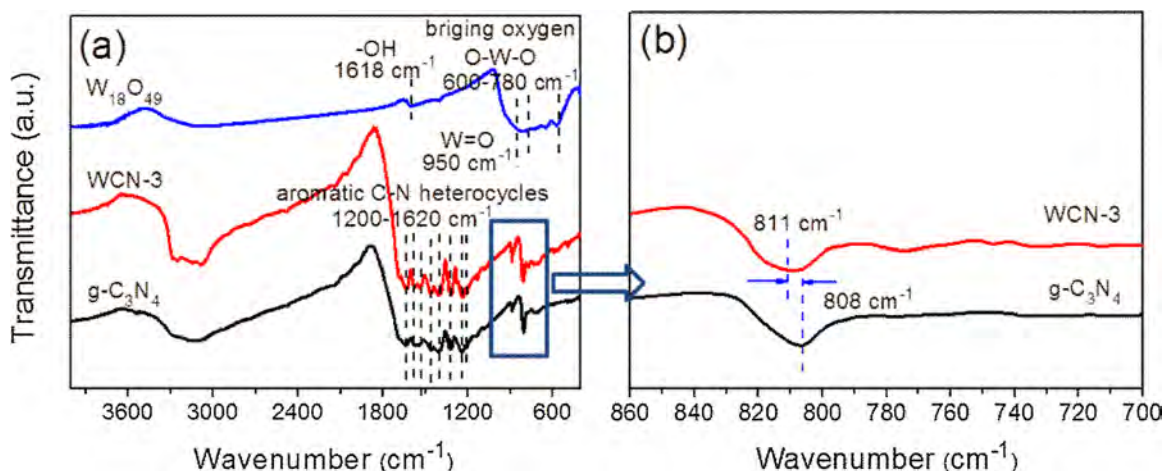 (a)
briging oxygen
-OH
O-W-O
1618 cm⁻¹
600-780 cm⁻¹
W₁₈O₄₉
W=O
950 cm⁻¹
WCN-3
aromatic C-N heterocycles
1200-1620 cm⁻¹
g-C₃N₄
Transmittance (a.u.)
3600 3000 2400 1800 1200 600
Wavenumber (cm⁻¹)
(b)
811 cm⁻¹
WCN-3
808 cm⁻¹
g-C₃N₄
860 840 820 800 780 760 740 720 700
Wavenumber (cm⁻¹)